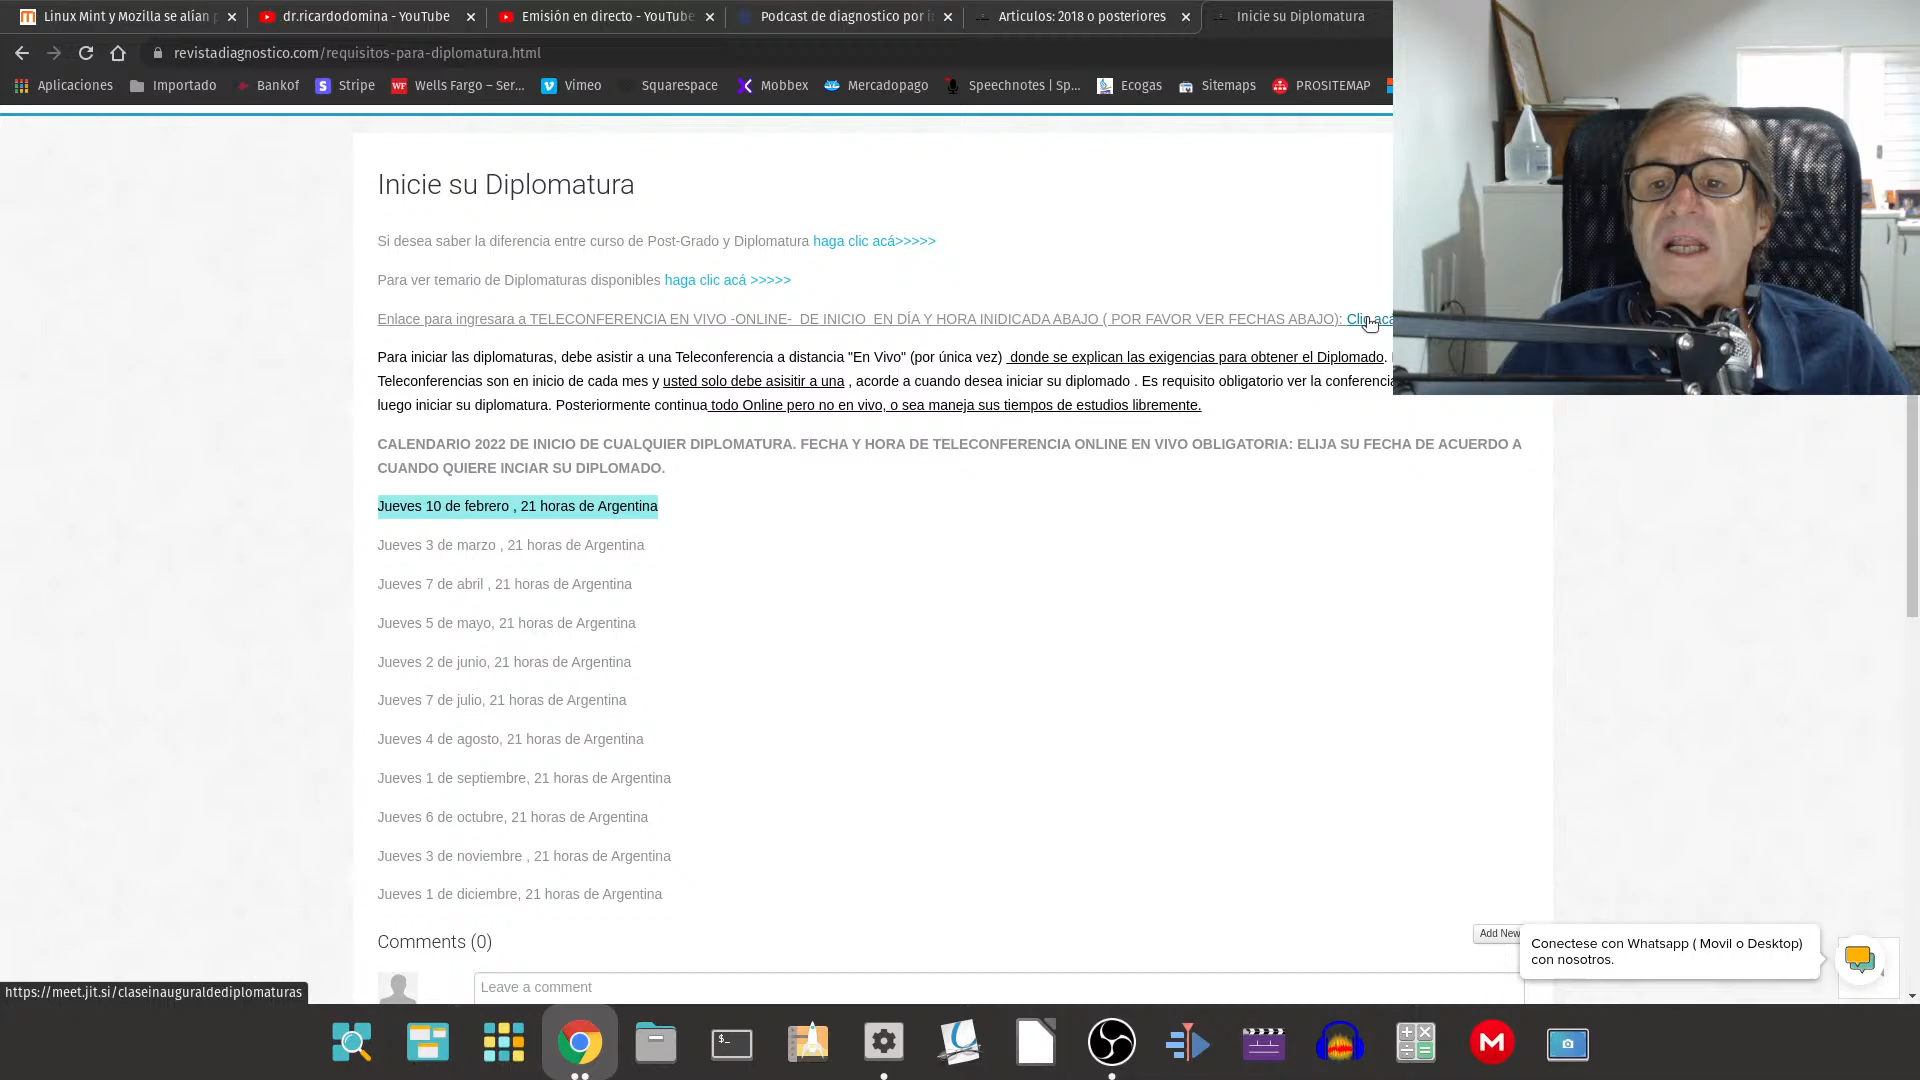 Linux Mint y Mozilla se alían
dr.ricardodomina - YouTube
Emisión en directo - YouTube
Podcast de diagnostico por i
Articulos: 2018 o posteriores
Inicie su Diplomatura
revistadiagnostico.com/requisitos-para-diplomatura.html
Aplicaciones
Importado
Bankof
Stripe
Wells Fargo – Ser...
Vimeo
Squarespace
Mobbex
Mercadopago
Speechnotes | Sp...
Ecogas
Sitemaps
PROSITEMAP
Inicie su Diplomatura
Si desea saber la diferencia entre curso de Post-Grado y Diplomatura haga clic acá>>>>>
Para ver temario de Diplomaturas disponibles haga clic acá >>>>>
Enlace para ingresara a TELECONFERENCIA EN VIVO -ONLINE- DE INICIO EN DÍA Y HORA INIDICADA ABAJO ( POR FAVOR VER FECHAS ABAJO): Clic acá
Para iniciar las diplomaturas, debe asistir a una Teleconferencia a distancia "En Vivo" (por única vez) donde se explican las exigencias para obtener el Diplomado.
Teleconferencias son en inicio de cada mes y usted solo debe asisitir a una , acorde a cuando desea iniciar su diplomado . Es requisito obligatorio ver la conferencia
luego iniciar su diplomatura. Posteriormente continua todo Online pero no en vivo, o sea maneja sus tiempos de estudios libremente.
CALENDARIO 2022 DE INICIO DE CUALQUIER DIPLOMATURA. FECHA Y HORA DE TELECONFERENCIA ONLINE EN VIVO OBLIGATORIA: ELIJA SU FECHA DE ACUERDO A
CUANDO QUIERE INCIAR SU DIPLOMADO.
Jueves 10 de febrero , 21 horas de Argentina
Jueves 3 de marzo , 21 horas de Argentina
Jueves 7 de abril , 21 horas de Argentina
Jueves 5 de mayo, 21 horas de Argentina
Jueves 2 de junio, 21 horas de Argentina
Jueves 7 de julio, 21 horas de Argentina
Jueves 4 de agosto, 21 horas de Argentina
Jueves 1 de septiembre, 21 horas de Argentina
Jueves 6 de octubre, 21 horas de Argentina
Jueves 3 de noviembre , 21 horas de Argentina
Jueves 1 de diciembre, 21 horas de Argentina
Comments (0)
Add New
Conectese con Whatsapp ( Movil o Desktop)
con nosotros.
Leave a comment
https://meet.jit.si/claseinauguraldediplomaturas